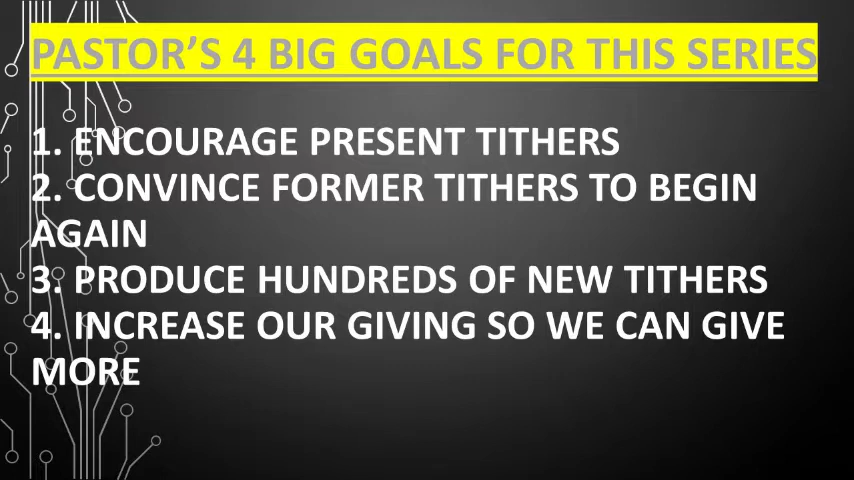 PASTOR’S 4 BIG GOALS FOR THIS SERIES
1. ENCOURAGE PRESENT TITHERS
2. CONVINCE FORMER TITHERS TO BEGIN
AGAIN
3. PRODUCE HUNDREDS OF NEW TITHERS
4. INCREASE OUR GIVING SO WE CAN GIVE
MORE